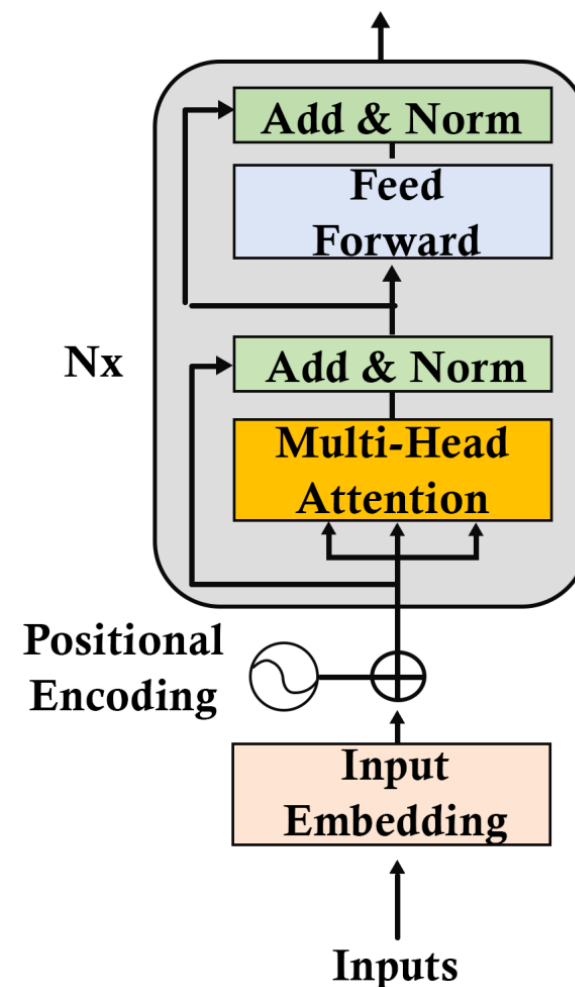 Add & Norm
Feed
Forward
Nx
Add & Norm
Multi-Head
Attention
Positional
Encoding
Input
Embedding
Inputs